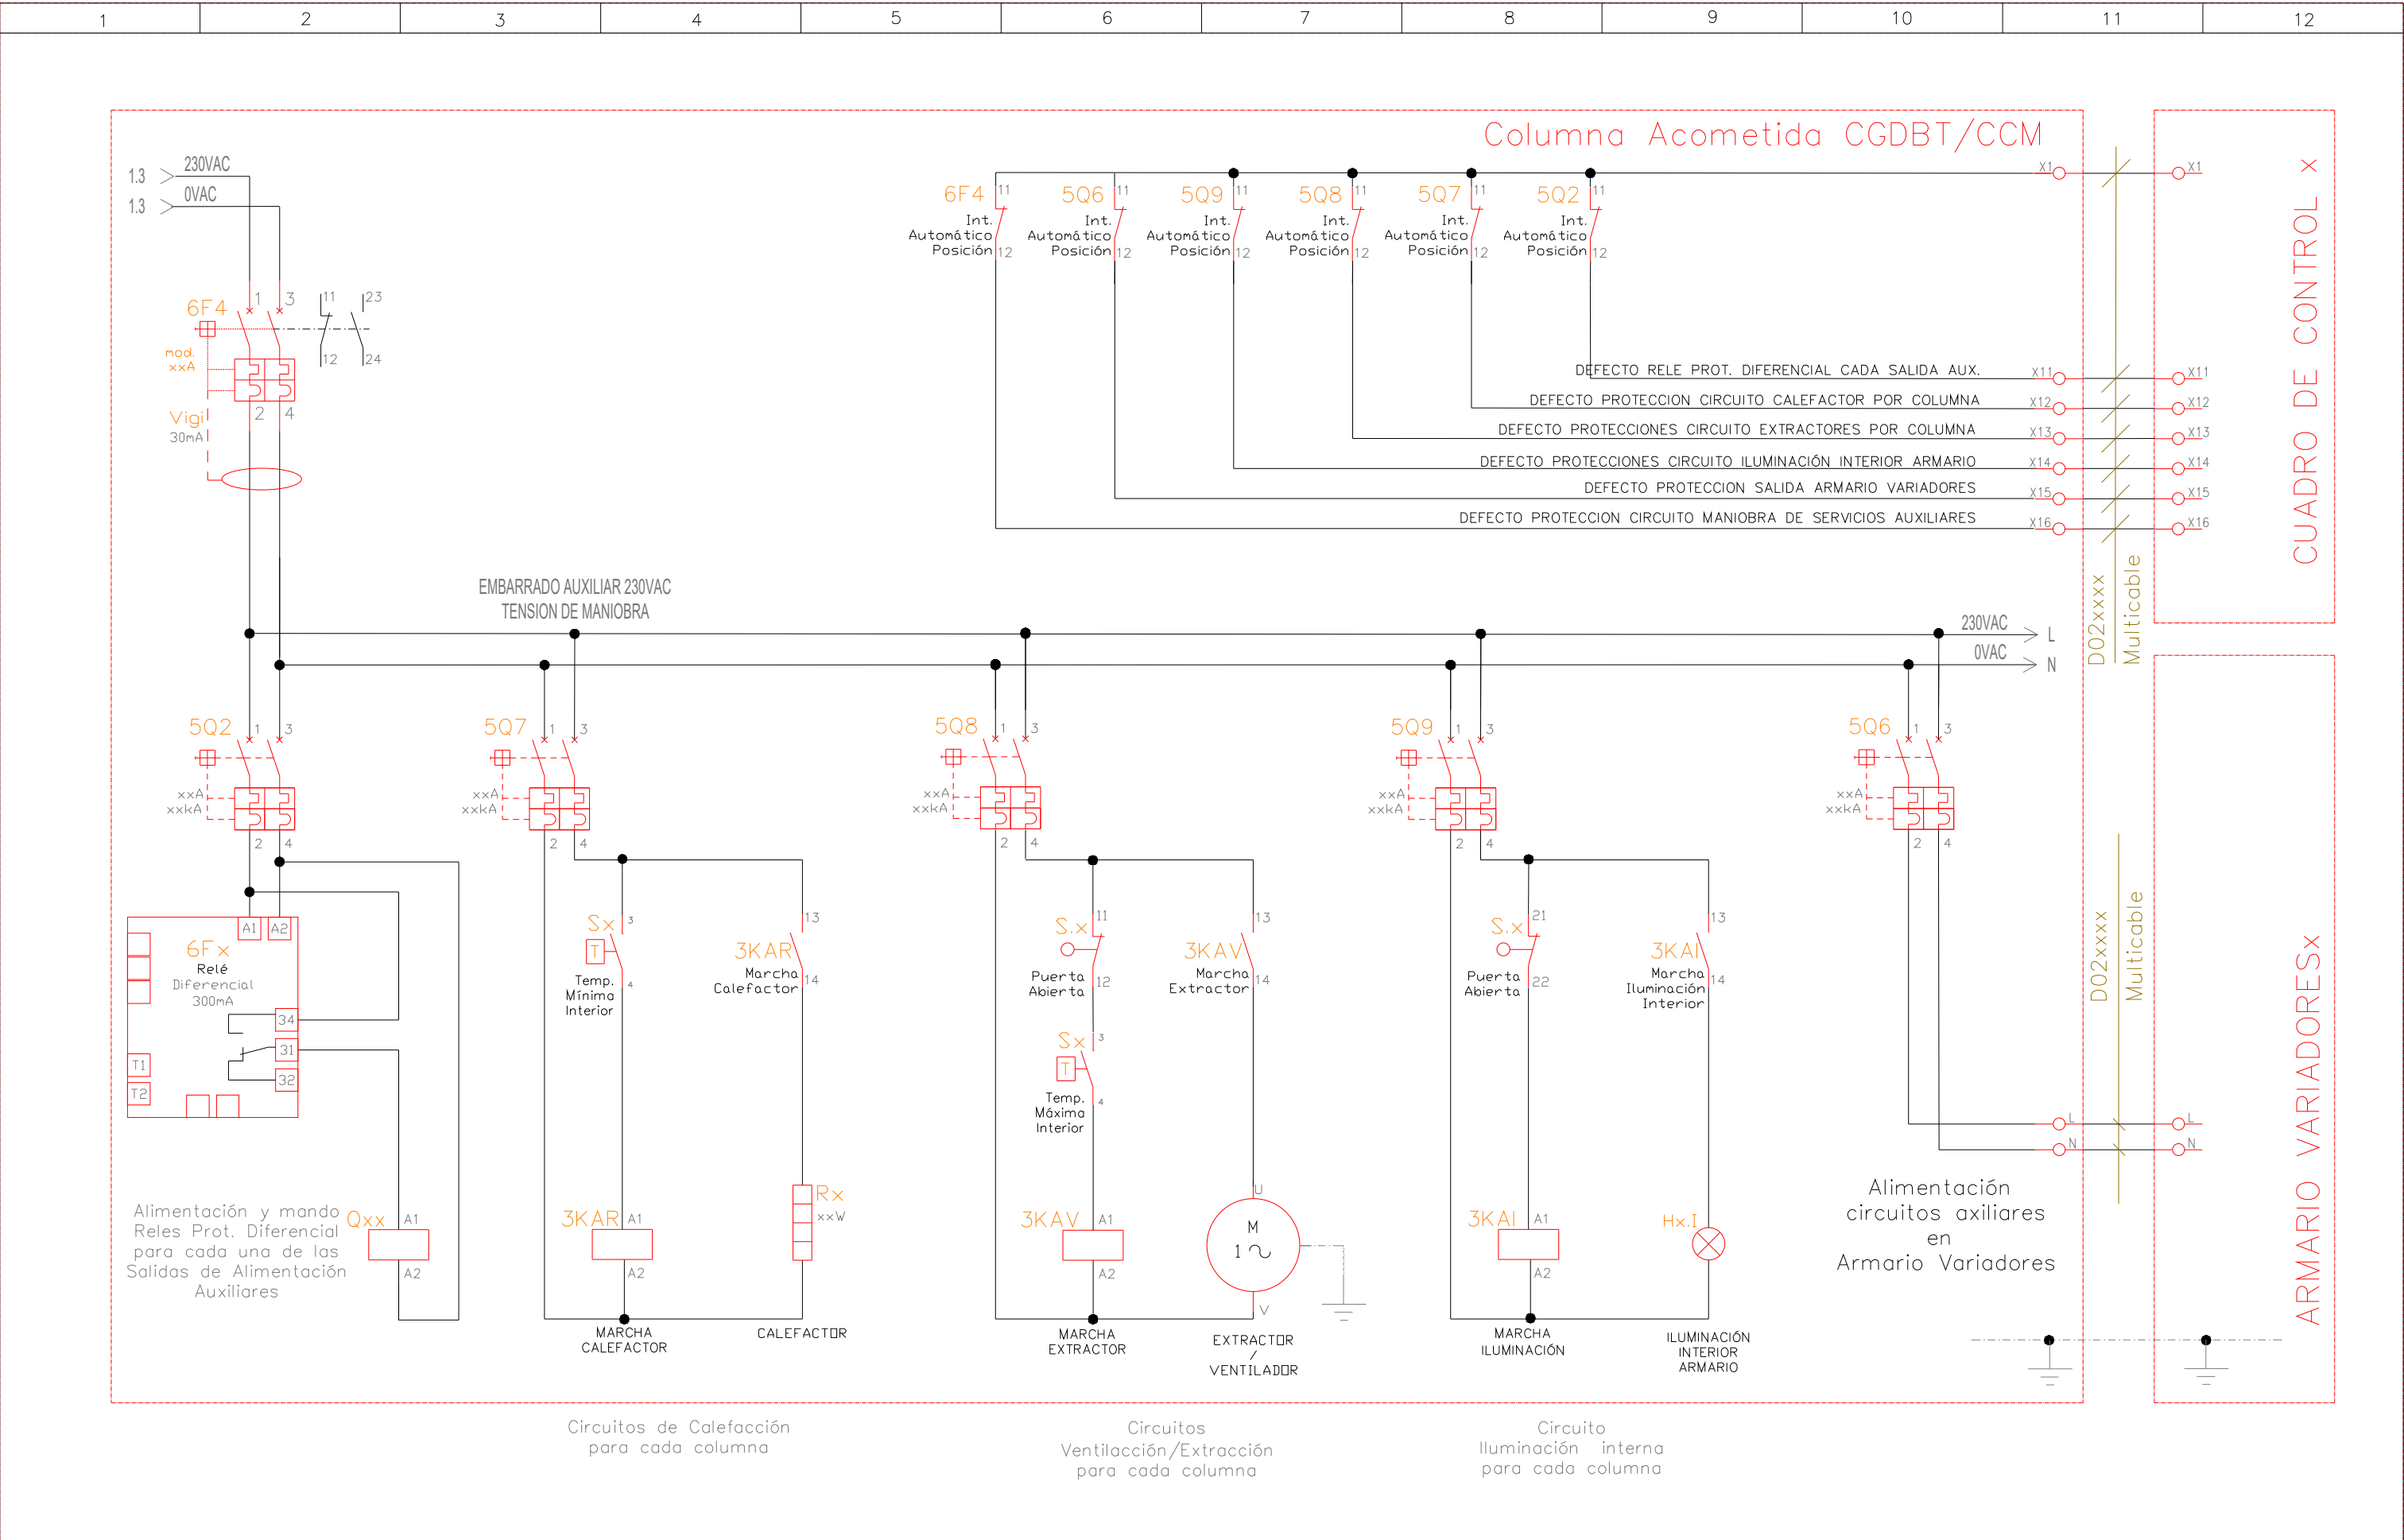 1 2 3 4 5 6 7 8 9 10 11 12
Columna Acometida CGDBT/CCM
1.3 230VAC
1.3 0VAC
6F4 11
Int.
Automático
Posición 12
5Q6 11
Int.
Automático
Posición 12
5Q9 11
Int.
Automático
Posición 12
5Q8 11
Int.
Automático
Posición 12
5Q7 11
Int.
Automático
Posición 12
5Q2 11
Int.
Automático
Posición 12
X1 X1
6F4 1 3 11 23
mod.
xxA
12 24
2 4
Vigi
30mA
DEFECTO RELE PROT. DIFERENCIAL CADA SALIDA AUX. X11 X11
DEFECTO PROTECCION CIRCUITO CALEFACTOR POR COLUMNA X12 X12
DEFECTO PROTECCIONES CIRCUITO EXTRACTORES POR COLUMNA X13 X13
DEFECTO PROTECCIONES CIRCUITO ILUMINACIÓN INTERIOR ARMARIO X14 X14
DEFECTO PROTECCION SALIDA ARMARIO VARIADORES X15 X15
DEFECTO PROTECCION CIRCUITO MANIOBRA DE SERVICIOS AUXILIARES X16 X16
D02xxxx
Multicable
CUADRO DE CONTROL x
EMBARRADO AUXILIAR 230VAC
TENSION DE MANIOBRA
230VAC L
0VAC N
5Q2 1 3
xxA
xxkA
2 4
5Q7 1 3
xxA
xxkA
2 4
5Q8 1 3
xxA
xxkA
2 4
5Q9 1 3
xxA
xxkA
2 4
5Q6 1 3
xxA
xxkA
2 4
A1 A2
6Fx
Relé
Diferencial
300mA
34
31
32
T1
T2
Qxx A1
A2
Alimentación y mando
Reles Prot. Diferencial
para cada una de las
Salidas de Alimentación
Auxiliares
Sx 3
T
Temp.
Mínima
Interior
4
13
3KAR
Marcha
Calefactor 14
3KAR A1
A2
Rx
xxW
MARCHA
CALEFACTOR
CALEFACTOR
S.x 11
Puerta
Abierta 12
Sx 3
T
Temp.
Máxima
Interior
4
13
3KAV
Marcha
Extractor 14
3KAV A1
A2
U
M
1
V
MARCHA
EXTRACTOR
EXTRACTOR
/
VENTILADOR
S.x 21
Puerta
Abierta 22
13
3KAI
Marcha
Iluminación
Interior
14
3KAI A1
A2
Hx.I
MARCHA
ILUMINACIÓN
ILUMINACIÓN
INTERIOR
ARMARIO
L L
N N
Alimentación
circuitos axiliares
en
Armario Variadores
D02xxxx
Multicable
ARMARIO VARIADORESx
Circuitos de Calefacción
para cada columna
Circuitos
Ventilacción/Extracción
para cada columna
Circuito
Iluminación interna
para cada columna